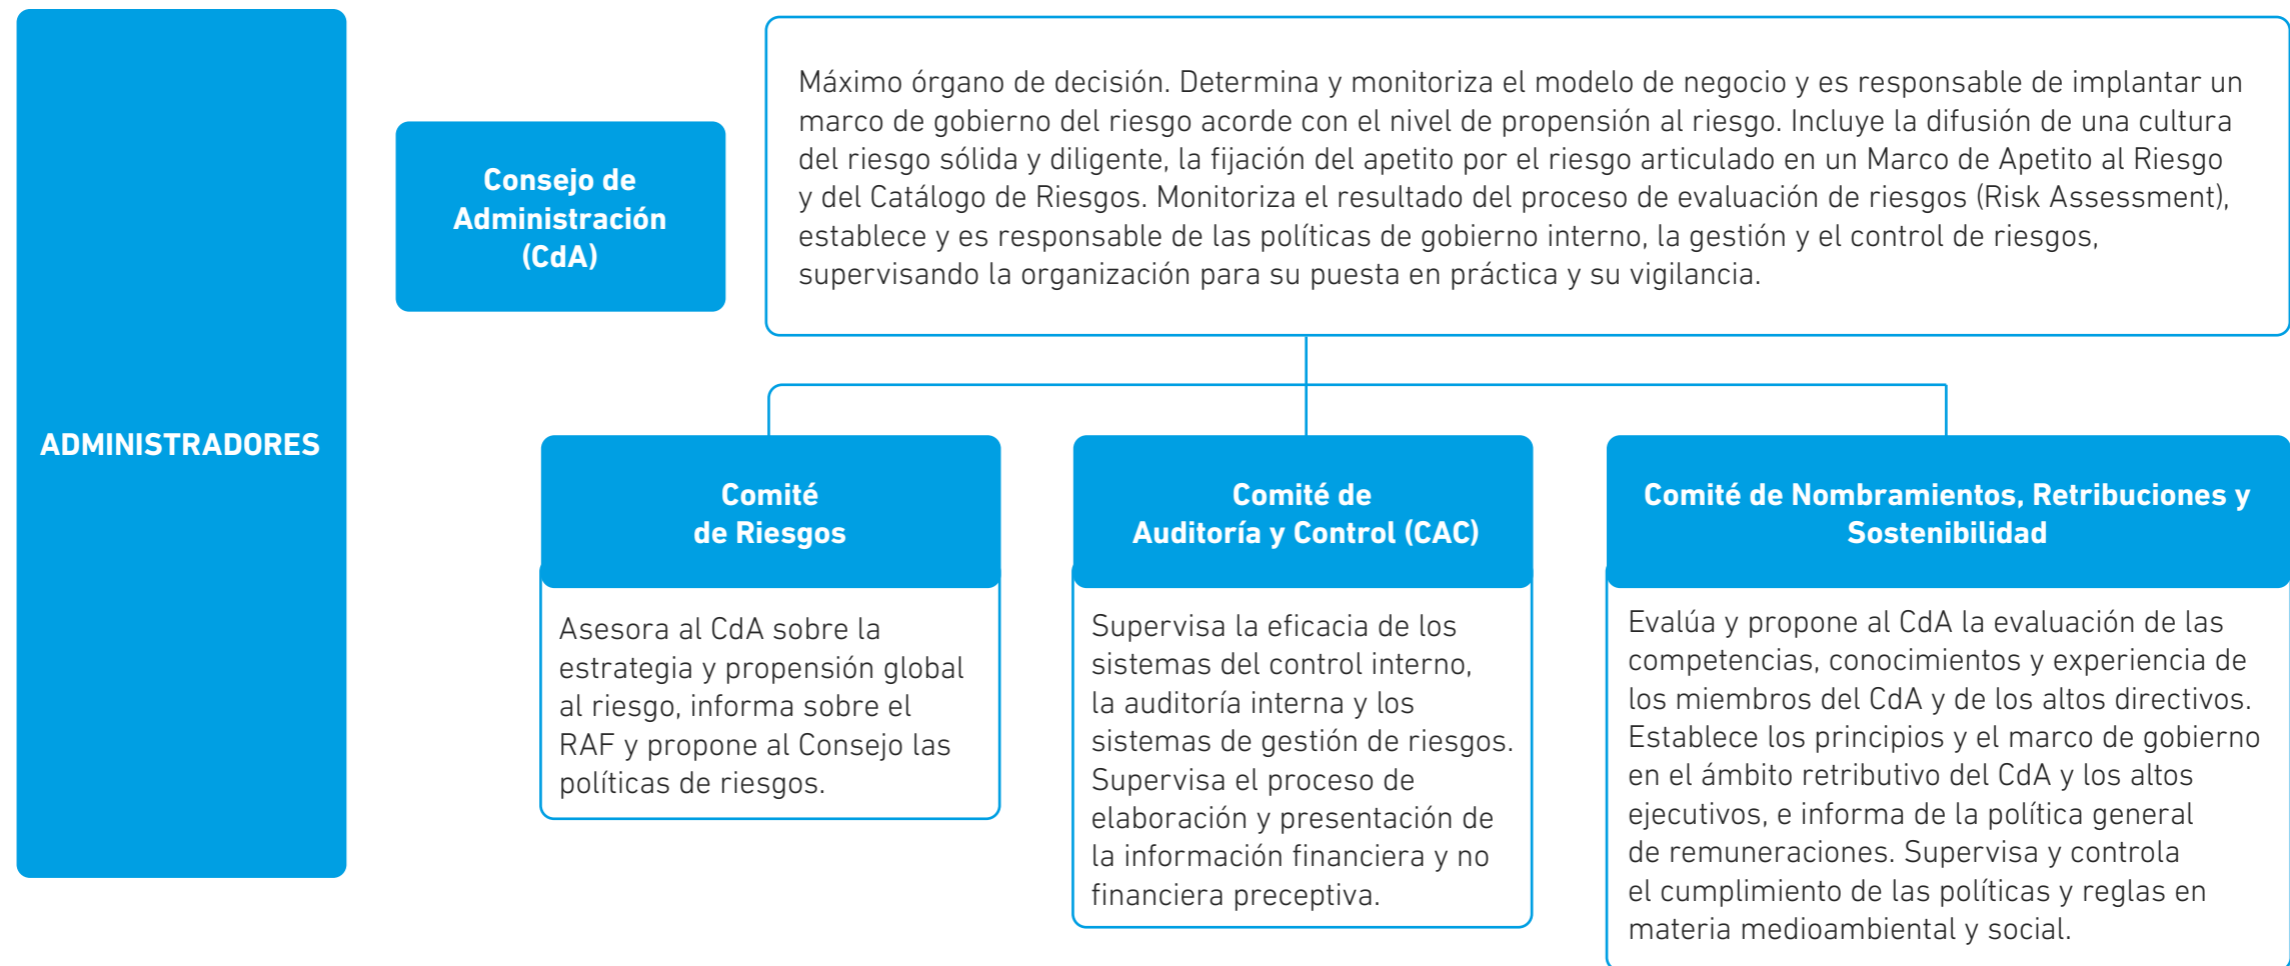 ADMINISTRADORES
Consejo de
Administración
(CdA)
Máximo órgano de decisión. Determina y monitoriza el modelo de negocio y es responsable de implantar un
marco de gobierno del riesgo acorde con el nivel de propensión al riesgo. Incluye la difusión de una cultura
del riesgo sólida y diligente, la fijación del apetito por el riesgo articulado en un Marco de Apetito al Riesgo
y del Catálogo de Riesgos. Monitoriza el resultado del proceso de evaluación de riesgos (Risk Assessment),
establece y es responsable de las políticas de gobierno interno, la gestión y el control de riesgos,
supervisando la organización para su puesta en práctica y su vigilancia.
Comité
de Riesgos
Asesora al CdA sobre la
estrategia y propensión global
al riesgo, informa sobre el
RAF y propone al Consejo las
políticas de riesgos.
Comité de
Auditoría y Control (CAC)
Supervisa la eficacia de los
sistemas del control interno,
la auditoría interna y los
sistemas de gestión de riesgos.
Supervisa el proceso de
elaboración y presentación de
la información financiera y no
financiera preceptiva.
Comité de Nombramientos, Retribuciones y
Sostenibilidad
Evalúa y propone al CdA la evaluación de las
competencias, conocimientos y experiencia de
los miembros del CdA y de los altos directivos.
Establece los principios y el marco de gobierno
en el ámbito retributivo del CdA y los altos
ejecutivos, e informa de la política general
de remuneraciones. Supervisa y controla
el cumplimiento de las políticas y reglas en
materia medioambiental y social.